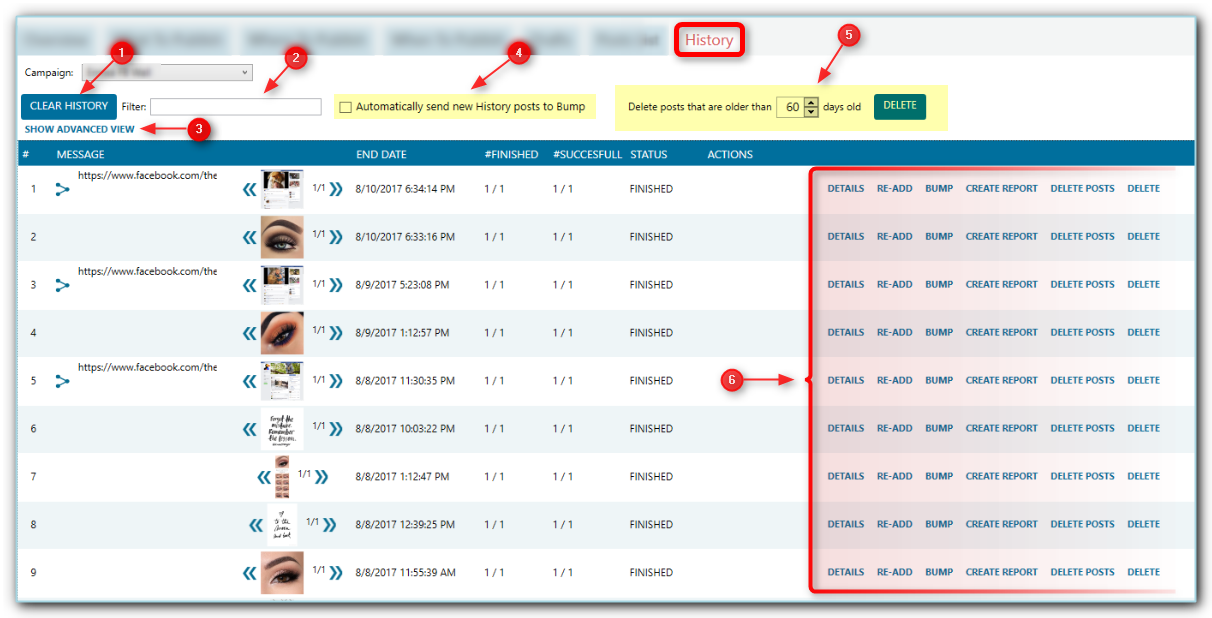 History
1
2
4
5
Campaign:
CLEAR HISTORY Filter:
Automatically send new History posts to Bump
Delete posts that are older than 60 days old DELETE
SHOW ADVANCED VIEW
3
# MESSAGE END DATE #FINISHED #SUCCESFULL STATUS ACTIONS
https://www.facebook.com/the
1 1/1 8/10/2017 6:34:14 PM 1 / 1 1 / 1 FINISHED DETAILS RE-ADD BUMP CREATE REPORT DELETE POSTS DELETE
2 1/1 8/10/2017 6:33:16 PM 1 / 1 1 / 1 FINISHED DETAILS RE-ADD BUMP CREATE REPORT DELETE POSTS DELETE
https://www.facebook.com/the
3 1/1 8/9/2017 5:23:08 PM 1 / 1 1 / 1 FINISHED DETAILS RE-ADD BUMP CREATE REPORT DELETE POSTS DELETE
4 1/1 8/9/2017 1:12:57 PM 1 / 1 1 / 1 FINISHED DETAILS RE-ADD BUMP CREATE REPORT DELETE POSTS DELETE
https://www.facebook.com/the
5 1/1 8/8/2017 11:30:35 PM 1 / 1 1 / 1 FINISHED DETAILS RE-ADD BUMP CREATE REPORT DELETE POSTS DELETE
6
6 1/1 8/8/2017 10:03:22 PM 1 / 1 1 / 1 FINISHED DETAILS RE-ADD BUMP CREATE REPORT DELETE POSTS DELETE
forget the
mistake
Remember
the lesson.
7 1/1 8/8/2017 1:12:47 PM 1 / 1 1 / 1 FINISHED DETAILS RE-ADD BUMP CREATE REPORT DELETE POSTS DELETE
8 1/1 8/8/2017 12:39:25 PM 1 / 1 1 / 1 FINISHED DETAILS RE-ADD BUMP CREATE REPORT DELETE POSTS DELETE
9 1/1 8/8/2017 11:55:39 AM 1 / 1 1 / 1 FINISHED DETAILS RE-ADD BUMP CREATE REPORT DELETE POSTS DELETE